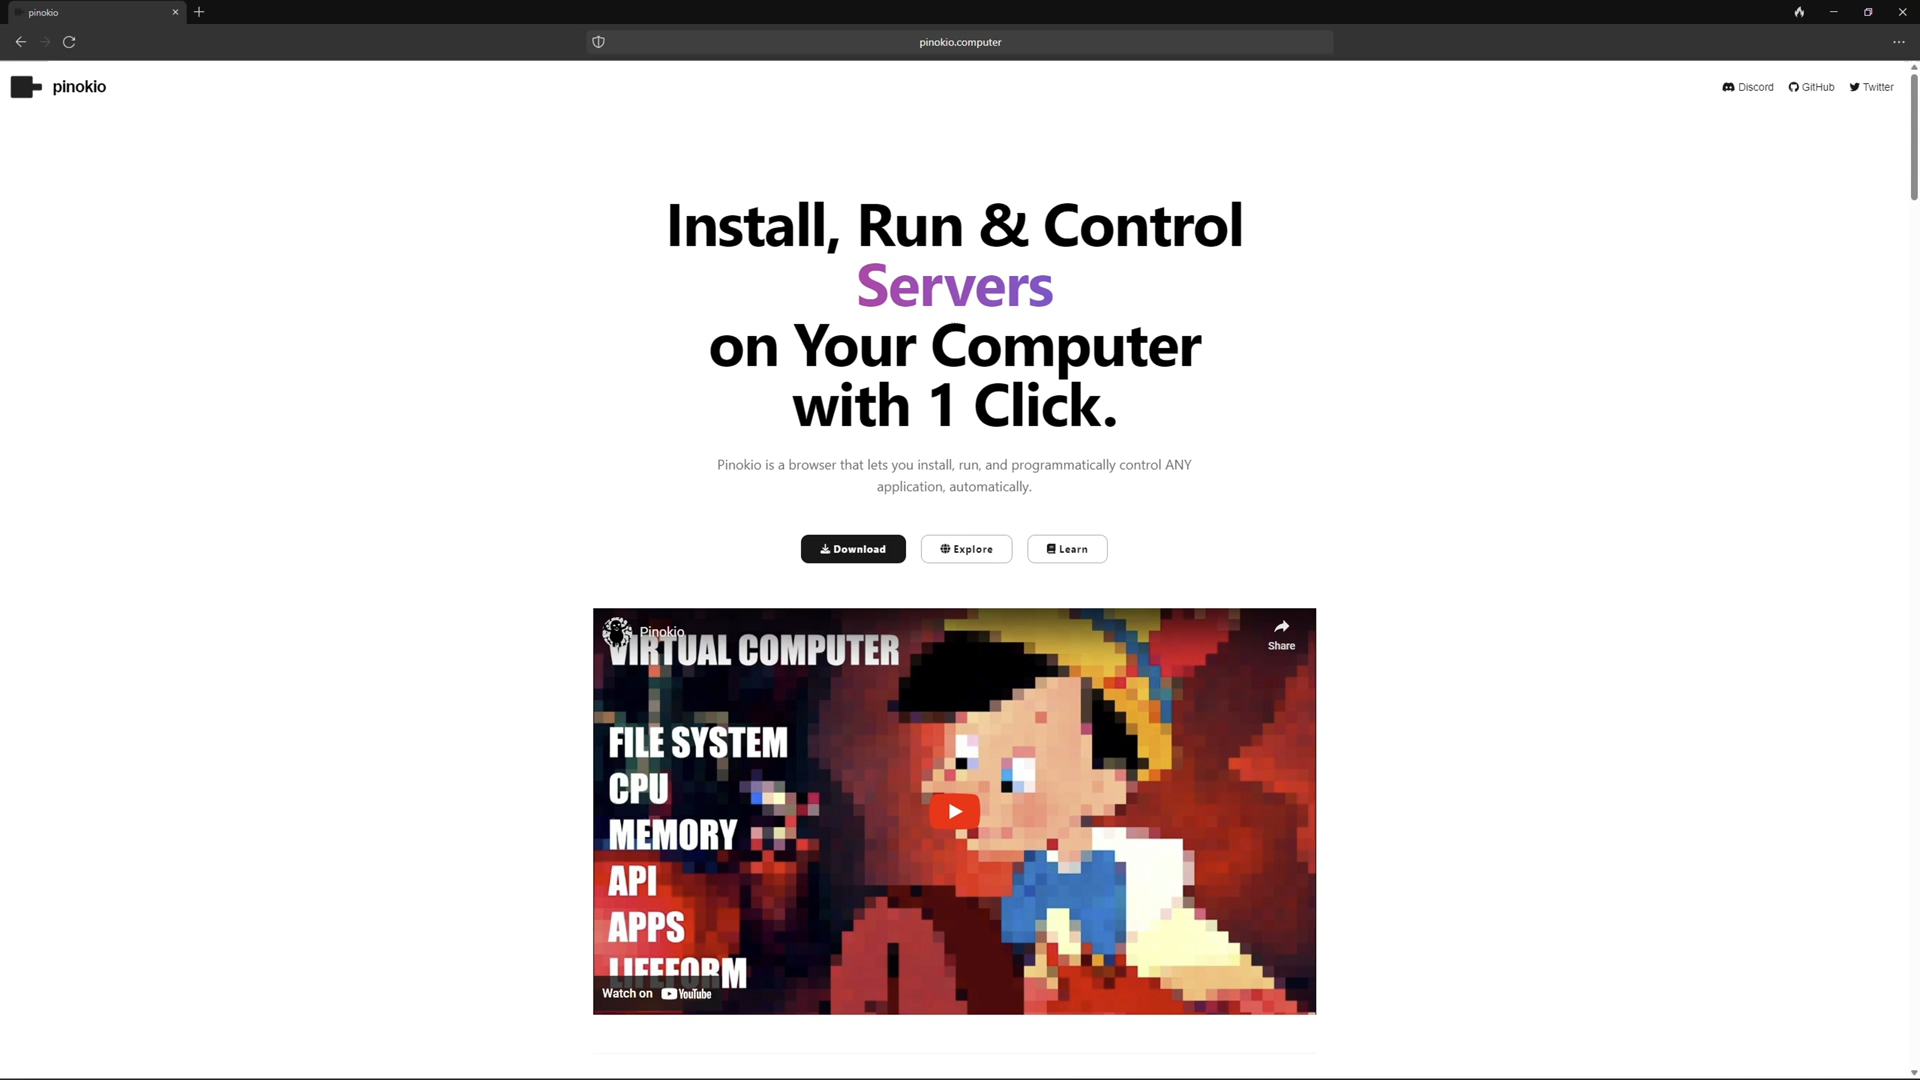 pinokio
pinokio.computer
pinokio
Discord
GitHub
Twitter
Install, Run & Control
Servers
on Your Computer
with 1 Click.
Pinokio is a browser that lets you install, run, and programmatically control ANY
application, automatically.
Download
Explore
Learn
Pinokio
Share
VIRTUAL COMPUTER
FILE SYSTEM
CPU
MEMORY
API
APPS
LIFEFORM
Watch on YouTube